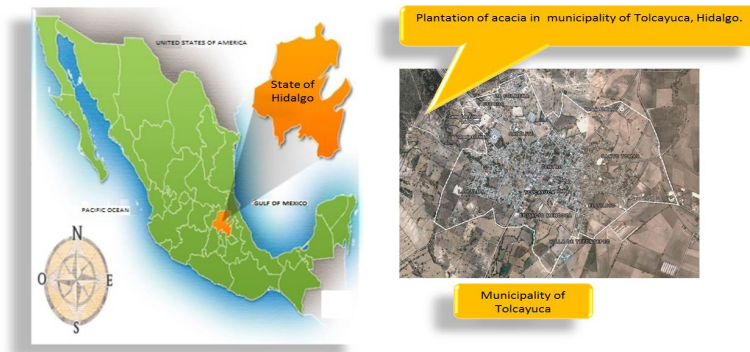 UNITED STATES OF AMERICA
State of
Hidalgo
PACIFIC OCEAN
GULF OF MEXICO
N
O
E
S
Plantation of acacia in municipality of Tolcayuca, Hidalgo.
TOLCAYUCA
Municipality of
Tolcayuca